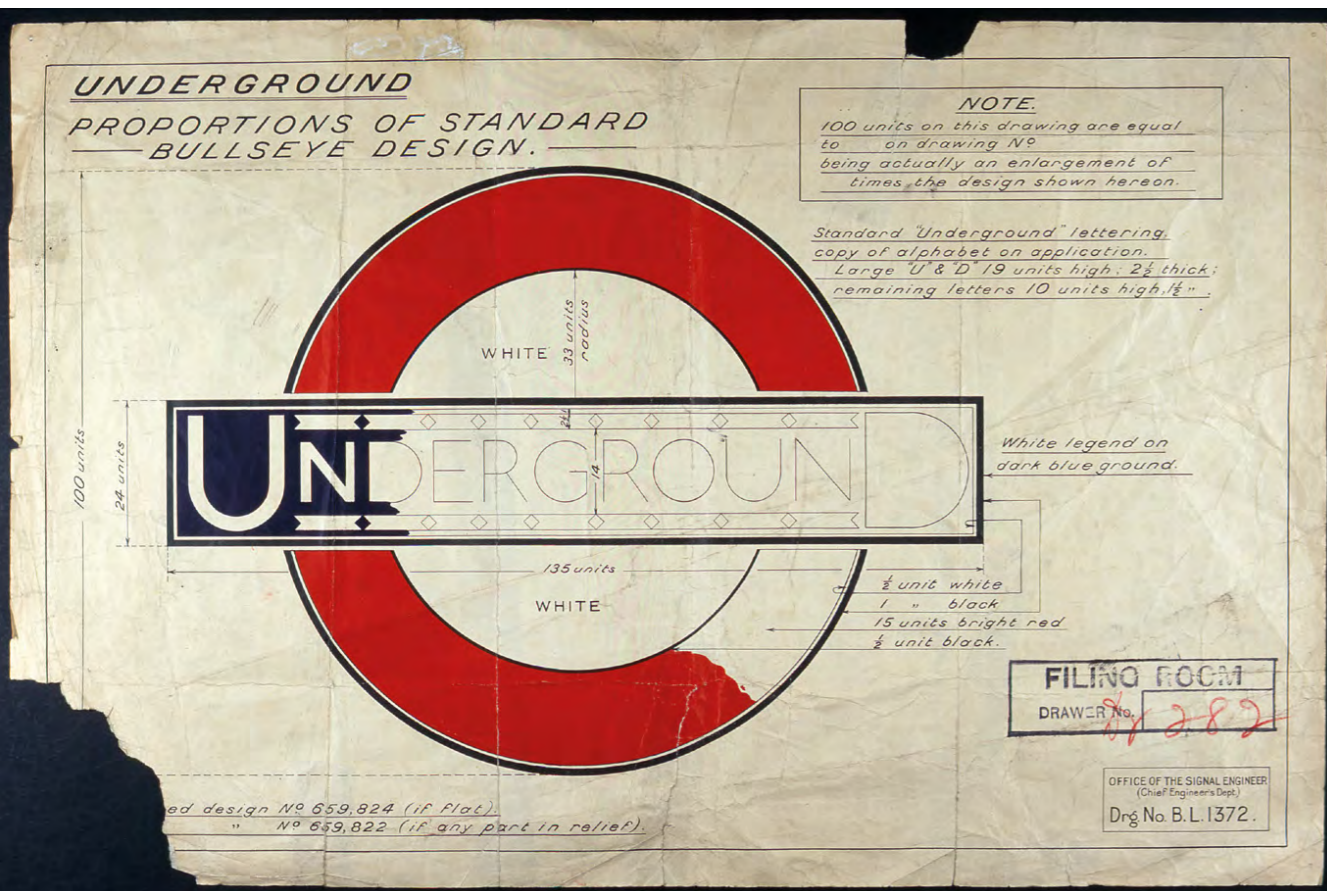 UNDERGROUND
PROPORTIONS OF STANDARD
BULLSEYE DESIGN.
NOTE.
100 units on this drawing are equal
to on drawing Nº
being actually an enlargement of
times the design shown hereon.
Standard "Underground" lettering,
copy of alphabet on application.
Large "U" & "D" 19 units high; 2½ thick;
remaining letters 10 units high, 1½ " .
33 units
radius
WHITE
100 units
24 units
2½
14
UNDERGROUND
White legend on
dark blue ground.
135 units
WHITE
½ unit white
1 " black
15 units bright red
½ unit black.
FILING ROOM
DRAWER No. 282
OFFICE OF THE SIGNAL ENGINEER
(Chief Engineer's Dept.)
Drg No. B.L.1372.
ed design Nº 659,824 (if flat).
" Nº 659,822 (if any part in relief).